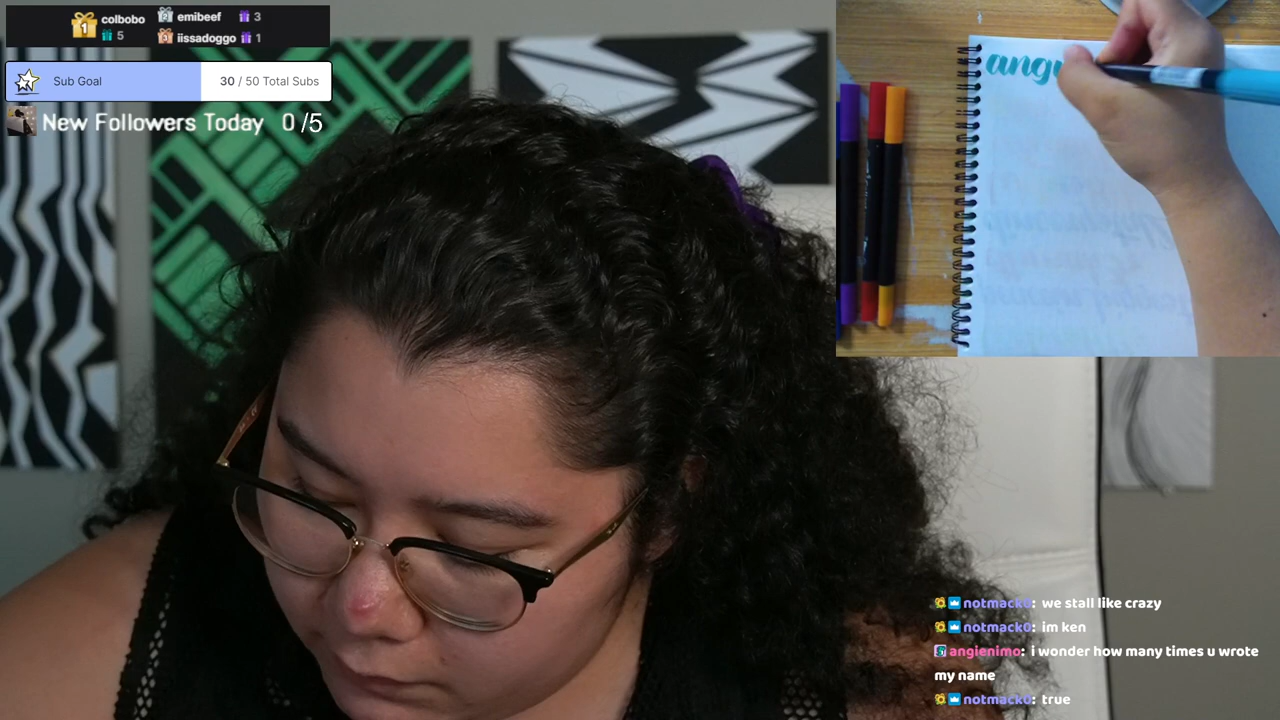 colbobo
5
emibeef 3
iissadoggo 1
Sub Goal 30 / 50 Total Subs
New Followers Today 0 /5
notmack0: we stall like crazy
notmack0: im ken
angienimo: i wonder how many times u wrote
my name
notmack0: true